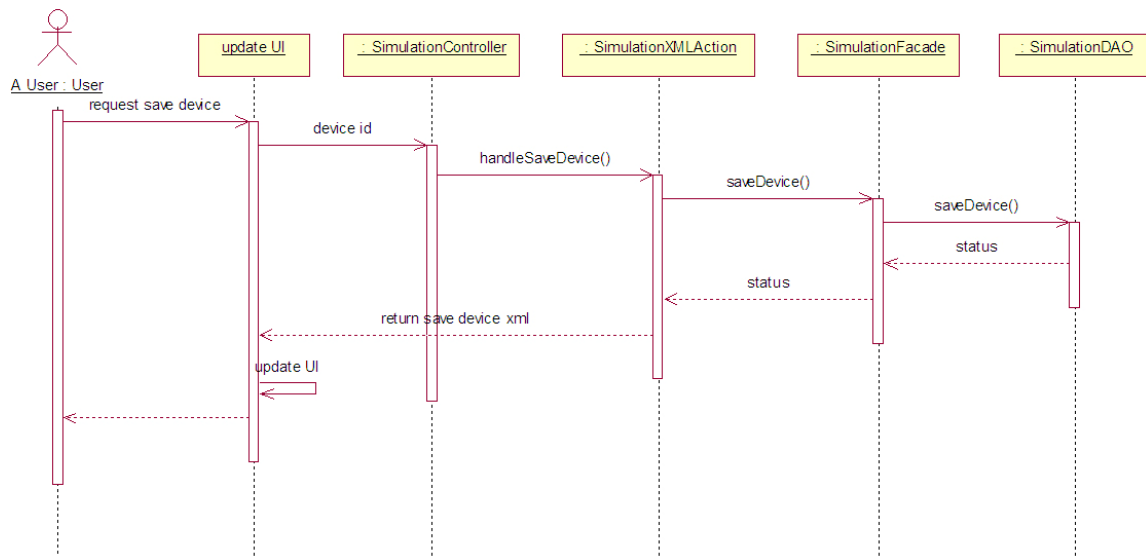 A User : User
update UI
: SimulationController
: SimulationXMLAction
: SimulationFacade
: SimulationDAO
request save device
device id
handleSaveDevice()
saveDevice()
saveDevice()
status
status
return save device xml
update UI